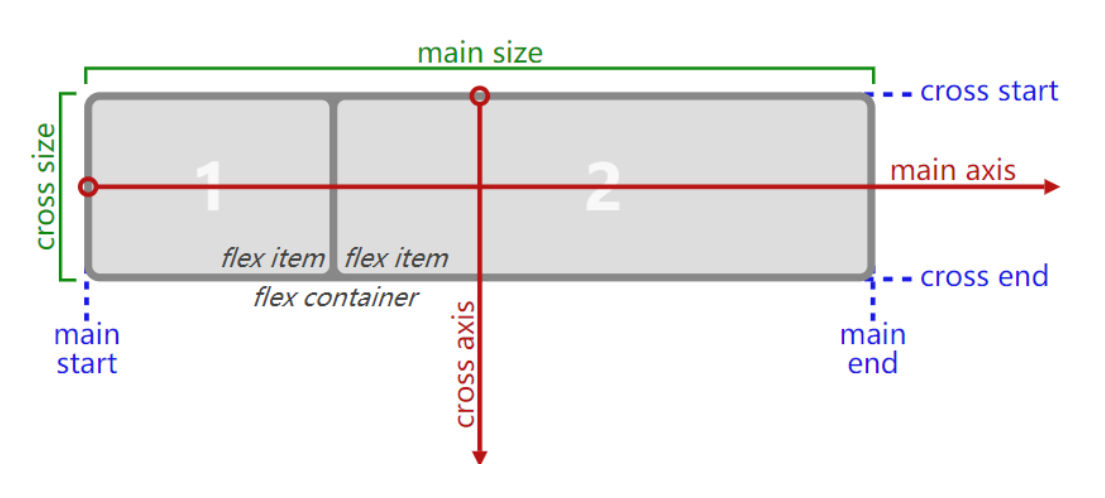 main size
cross start
cross size
1
2
main axis
flex item
flex item
cross end
flex container
main
start
cross axis
main
end